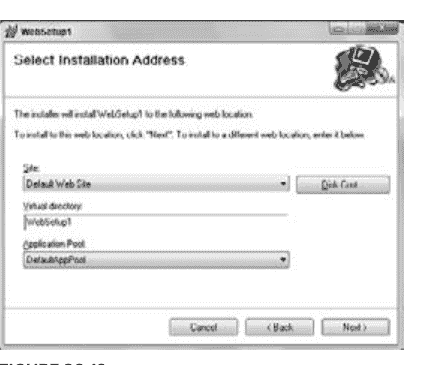 WebSetup1
Select Installation Address
The installer will install WebSetup1 to the following web location.
To install to this web location, click "Next". To install to a different web location, enter it below.
Site:
Default Web Site
Disk Cost...
Virtual directory:
WebSetup1
Application Pool:
DefaultAppPool
Cancel
< Back
Next >